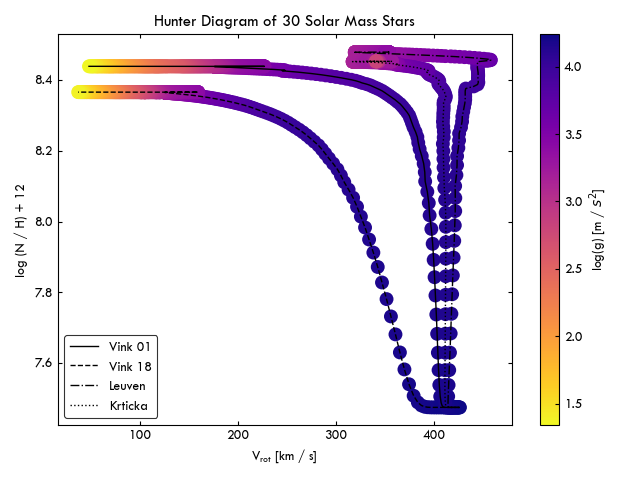 Hunter Diagram of 30 Solar Mass Stars
log (N / H) + 12
8.4
8.2
8.0
7.8
7.6
100
200
300
400
V_rot [km / s]
Vink 01
Vink 18
Leuven
Krticka
4.0
3.5
3.0
2.5
2.0
1.5
log(g) [m / s²]